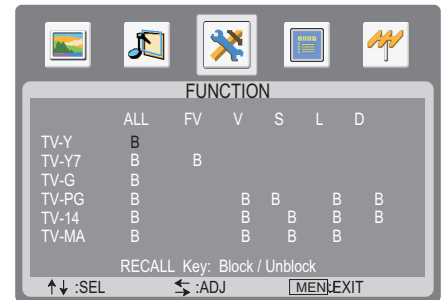 FUNCTION
ALL FV V S L D
TV-Y B
TV-Y7 B B
TV-G B
TV-PG B B B B B
TV-14 B B B B B
TV-MA B B B B
RECALL Key: Block / Unblock
:SEL :ADJ MEN:EXIT